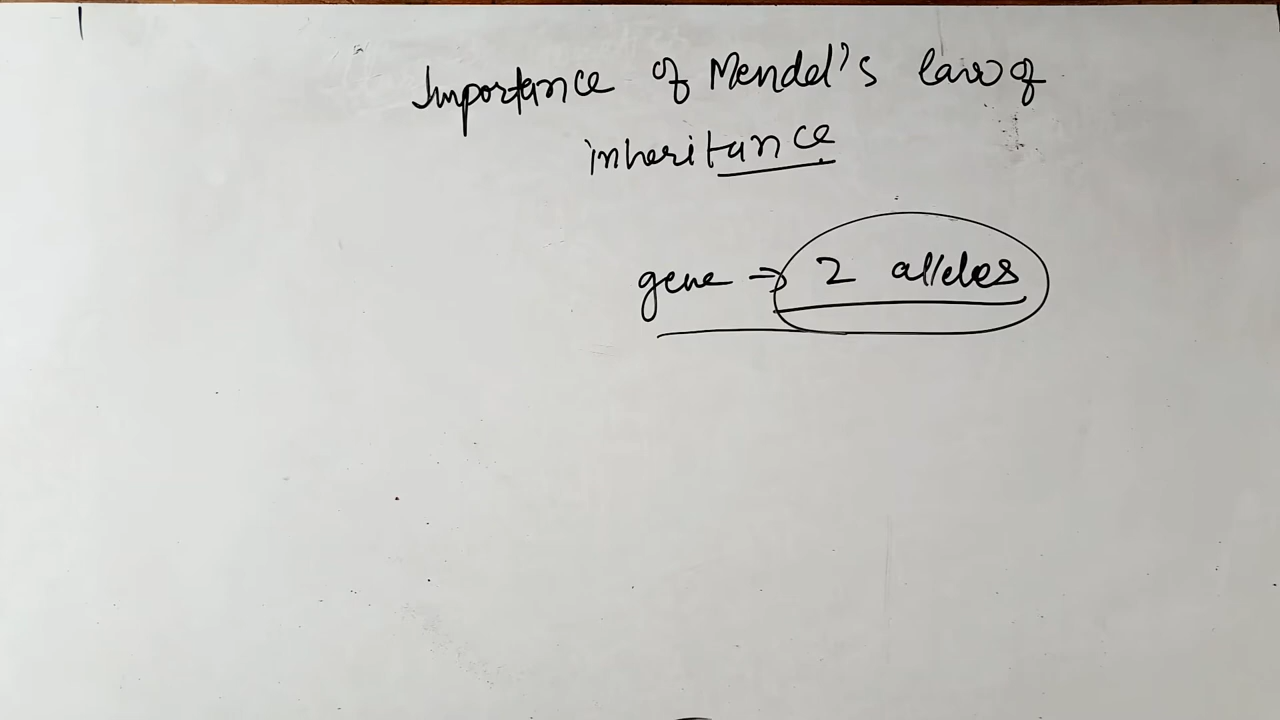 Importance of Mendel's law of
inheritance
gene ⇒ 2 alleles